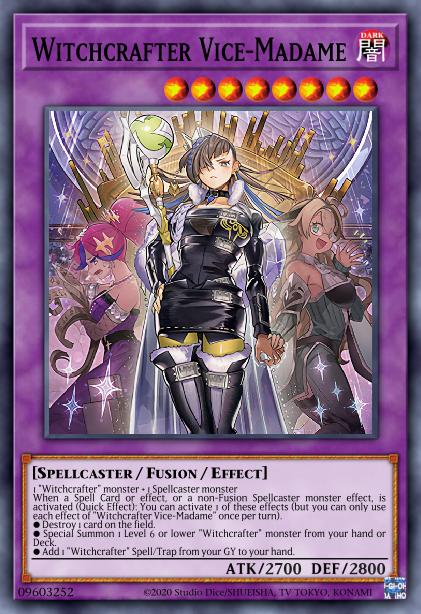 Witchcrafter Vice-Madame
DARK
闇
[Spellcaster / Fusion / Effect]
1 "Witchcrafter" monster + 1 Spellcaster monster
When a Spell Card or effect, or a non-Fusion Spellcaster monster effect, is
activated (Quick Effect): You can activate 1 of these effects (but you can only use
each effect of "Witchcrafter Vice-Madame" once per turn).
● Destroy 1 card on the field.
● Special Summon 1 Level 6 or lower "Witchcrafter" monster from your hand or
Deck.
● Add 1 "Witchcrafter" Spell/Trap from your GY to your hand.
ATK/2700 DEF/2800
09603252
©2020 Studio Dice/SHUEISHA, TV TOKYO, KONAMI